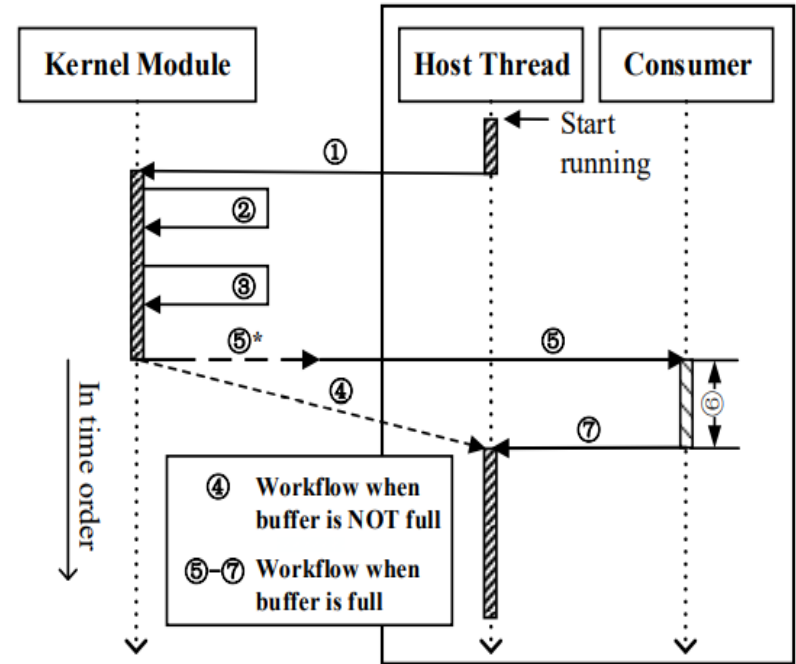 Kernel Module
Host Thread
Consumer
Start
running
①
②
③
⑤*
⑤
④
⑥
⑦
In time order
④ Workflow when
buffer is NOT full
⑤-⑦ Workflow when
buffer is full